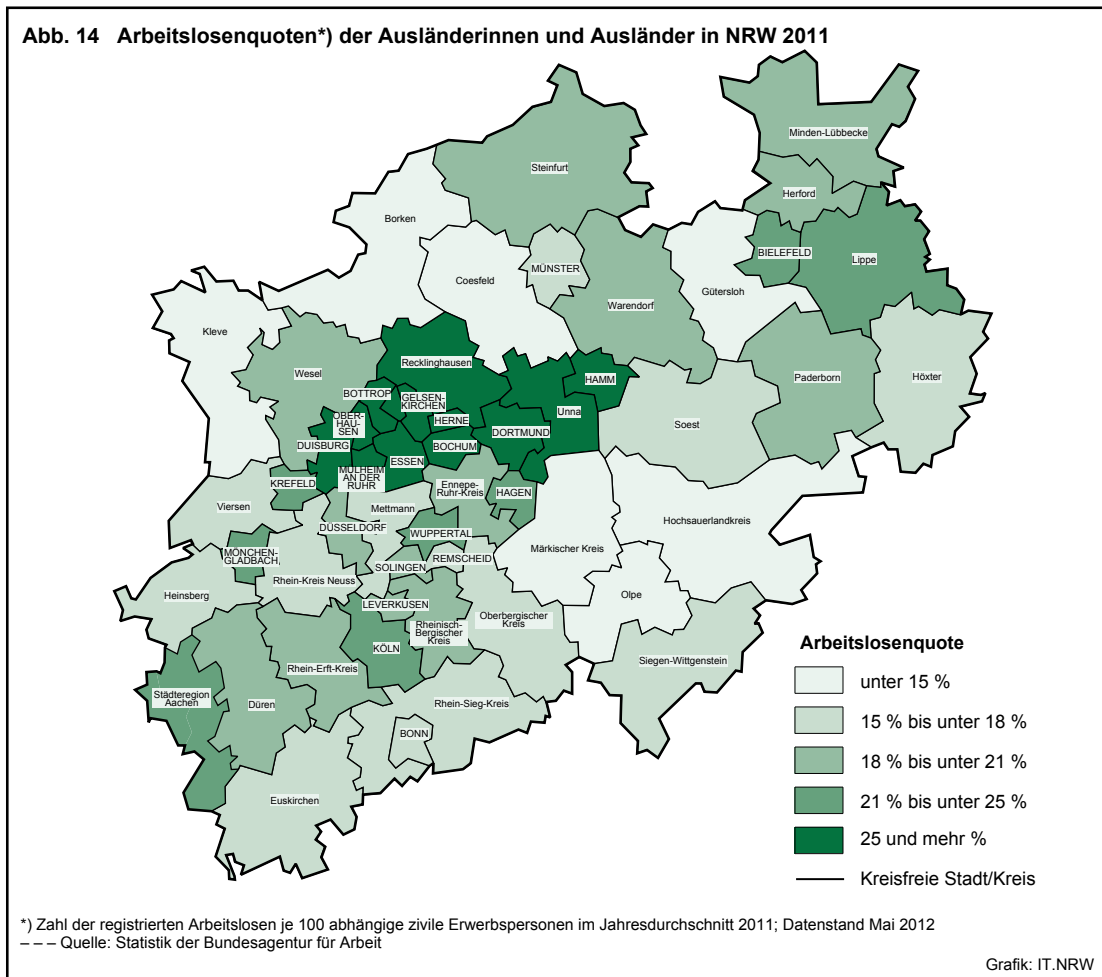 Abb. 14 Arbeitslosenquoten*) der Ausländerinnen und Ausländer in NRW 2011
Minden-Lübbecke
Steinfurt
Herford
Borken
BIELEFELD
Lippe
MÜNSTER
Coesfeld
Gütersloh
Warendorf
Kleve
Recklinghausen
Wesel
HAMM
Paderborn
Höxter
BOTTROP
GELSEN-
KIRCHEN
Unna
OBER-
HAU-
SEN
HERNE
DORTMUND
Soest
DUISBURG
BOCHUM
ESSEN
MÜLHEIM
AN DER
RUHR
KREFELD
Ennepe-
Ruhr-Kreis
HAGEN
Viersen
Mettmann
Hochsauerlandkreis
DÜSSELDORF
WUPPERTAL
Märkischer Kreis
MÖNCHEN-
GLADBACH
REMSCHEID
SOLINGEN
Rhein-Kreis Neuss
Heinsberg
Olpe
LEVERKUSEN
Oberbergischer
Kreis
Rheinisch-
Bergischer
Kreis
KÖLN
Siegen-Wittgenstein
Rhein-Erft-Kreis
Städteregion
Aachen
Düren
Rhein-Sieg-Kreis
BONN
Euskirchen
Arbeitslosenquote
unter 15 %
15 % bis unter 18 %
18 % bis unter 21 %
21 % bis unter 25 %
25 und mehr %
Kreisfreie Stadt/Kreis
*) Zahl der registrierten Arbeitslosen je 100 abhängige zivile Erwerbspersonen im Jahresdurchschnitt 2011; Datenstand Mai 2012
– – – Quelle: Statistik der Bundesagentur für Arbeit
Grafik: IT.NRW